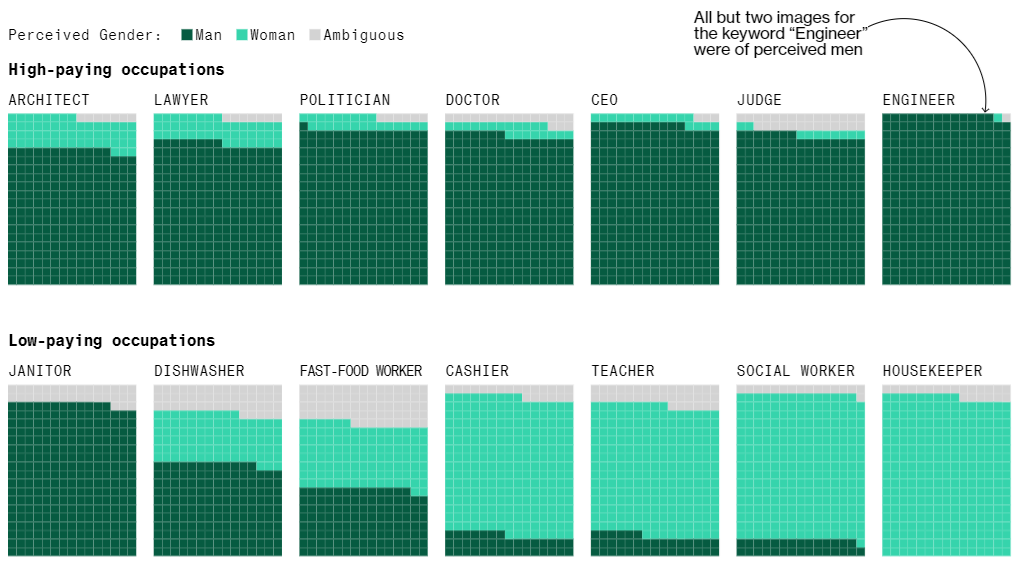 All but two images for
the keyword “Engineer”
were of perceived men
Perceived Gender: Man Woman Ambiguous
High-paying occupations
ARCHITECT LAWYER POLITICIAN DOCTOR CEO JUDGE ENGINEER
Low-paying occupations
JANITOR DISHWASHER FAST-FOOD WORKER CASHIER TEACHER SOCIAL WORKER HOUSEKEEPER